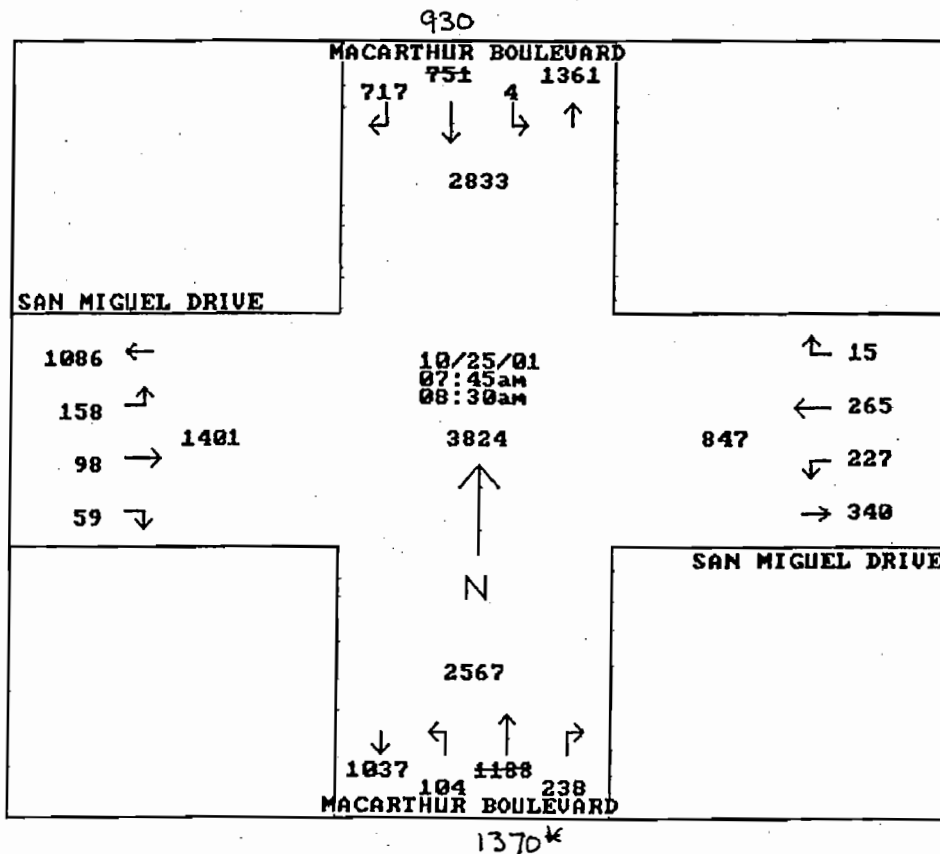 930
MACARTHUR BOULEVARD
717 751 4 1361
2833
SAN MIGUEL DRIVE
1086
158
98
59
1401
10/25/01
07:45am
08:30am
3824
847
15
265
227
340
N
SAN MIGUEL DRIVE
2567
1037 104 1188 238
MACARTHUR BOULEVARD
1370*